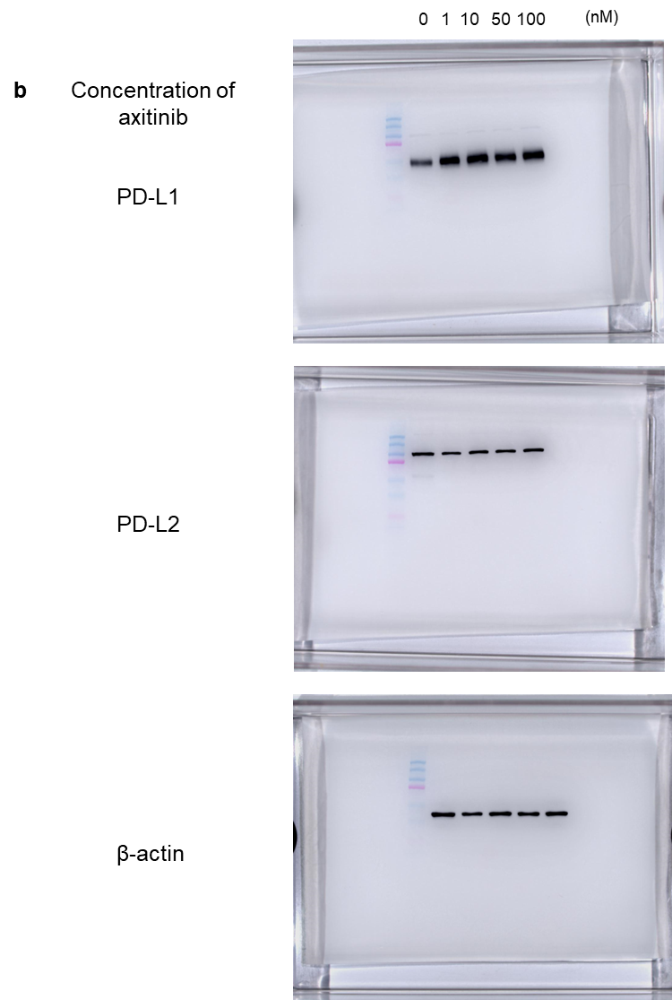 0 1 10 50 100 (nM)
b Concentration of
axitinib
PD-L1
PD-L2
β-actin